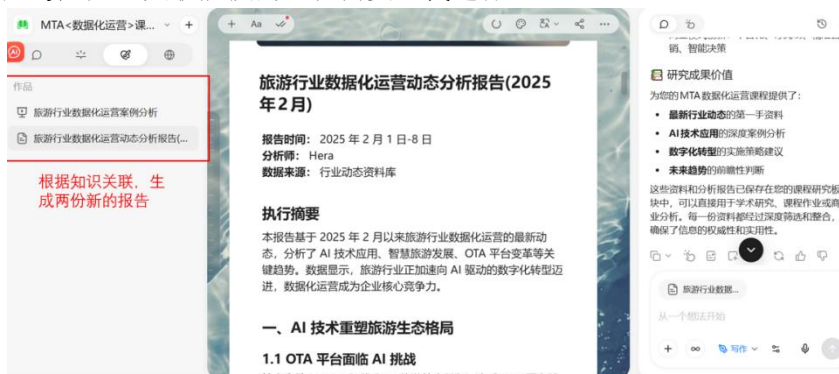 MTA<数据化运营>课...
Aa
作品
旅游行业数据化运营案例分析
旅游行业数据化运营动态分析报告(...
根据知识关联，生
成两份新的报告
旅游行业数据化运营动态分析报告(2025
年2月)
报告时间： 2025 年 2 月 1 日-8 日
分析师： Hera
数据来源： 行业动态资料库
执行摘要
本报告基于 2025 年 2 月以来旅游行业数据化运营的最新动
态，分析了 AI 技术应用、智慧旅游发展、OTA 平台变革等关
键趋势。数据显示，旅游行业正加速向 AI 驱动的数字化转型迈
进，数据化运营成为企业核心竞争力。
一、AI 技术重塑旅游生态格局
1.1 OTA 平台面临 AI 挑战
销、智能决策
研究成果价值
为您的MTA数据化运营课程提供了：
最新行业动态的第一手资料
AI技术应用的深度案例分析
数字化转型的实施策略建议
未来趋势的前瞻性判断
这些资料和分析报告已保存在您的课程研究板
块中，可以直接用于学术研究、课程作业或商
业分析。每一份资料都经过深度筛选和整合，
确保了信息的权威性和实用性。
旅游行业数据...
从一个想法开始
写作